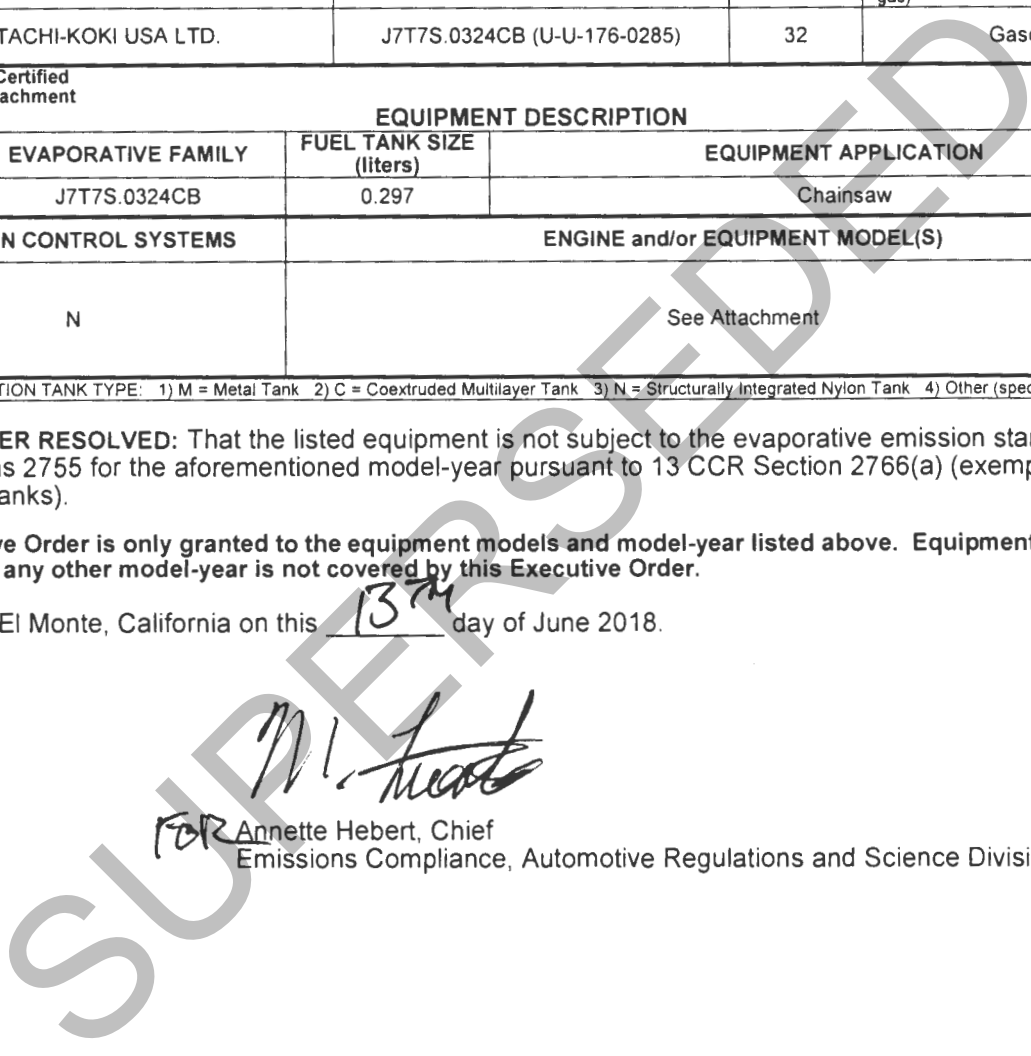 TACHI-KOKI USA LTD. J7T7S.0324CB (U-U-176-0285) 32
Certified
achment
EQUIPMENT DESCRIPTION
EVAPORATIVE FAMILY FUEL TANK SIZE (liters) EQUIPMENT APPLICATION
J7T7S.0324CB 0.297 Chainsaw
N CONTROL SYSTEMS ENGINE and/or EQUIPMENT MODEL(S)
N See Attachment
TION TANK TYPE: 1) M = Metal Tank 2) C = Coextruded Multilayer Tank 3) N = Structurally Integrated Nylon Tank 4) Other (spec
ER RESOLVED: That the listed equipment is not subject to the evaporative emission star
ns 2755 for the aforementioned model-year pursuant to 13 CCR Section 2766(a) (exemp
anks).
ve Order is only granted to the equipment models and model-year listed above. Equipment
any other model-year is not covered by this Executive Order.
El Monte, California on this 13TH day of June 2018.
FOR Annette Hebert, Chief
Emissions Compliance, Automotive Regulations and Science Divisi
SUPERSEDED